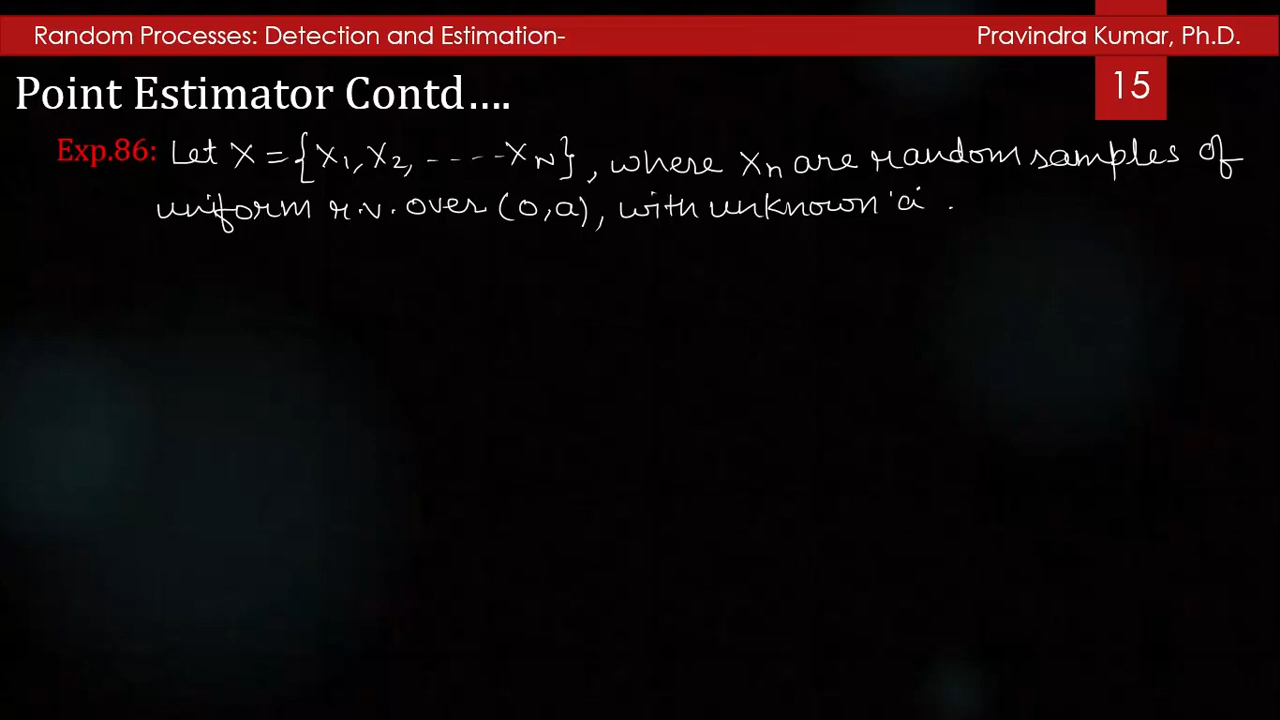 Random Processes: Detection and Estimation- Pravindra Kumar, Ph.D.
Point Estimator Contd.... 15
Exp.86: Let X = {X1, X2, ----XN}, where Xn are random samples of
uniform r.v. over (0,a), with unknown 'a'.